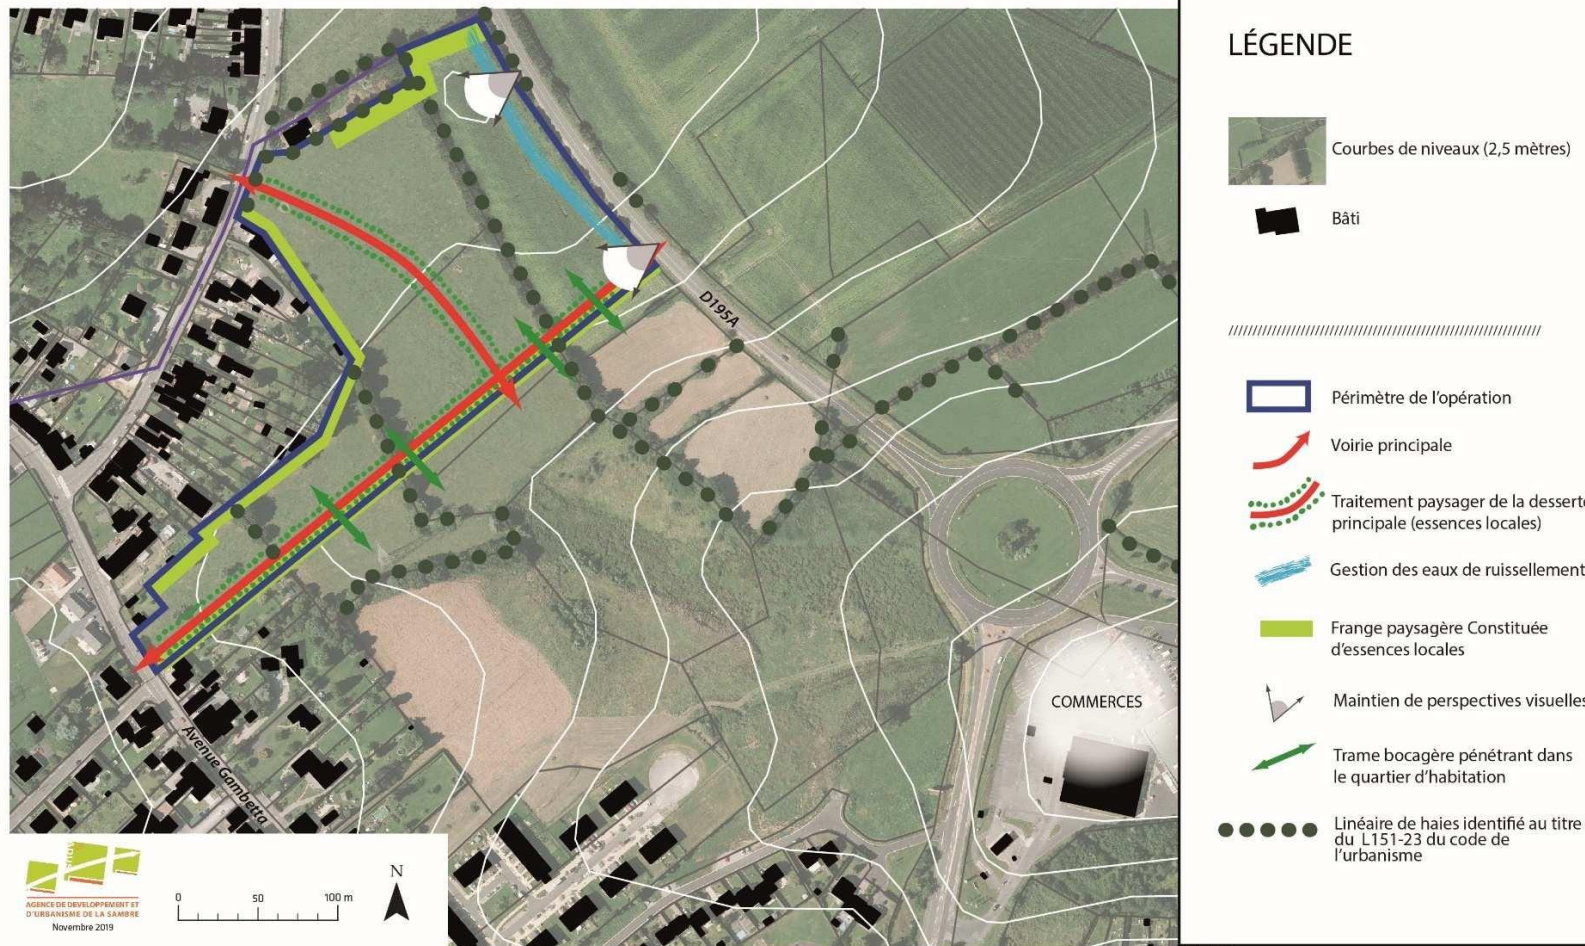 D195A
COMMERCES
Avenue Gambetta
AGENCE DE DEVELOPPEMENT ET
D'URBANISME DE LA SAMBRE
Novembre 2019
0 50 100 m
N
LÉGENDE
Courbes de niveaux (2,5 mètres)
Bâti
Périmètre de l'opération
Voirie principale
Traitement paysager de la desserte
principale (essences locales)
Gestion des eaux de ruissellement
Frange paysagère Constituée
d'essences locales
Maintien de perspectives visuelles
Trame bocagère pénétrant dans
le quartier d'habitation
Linéaire de haies identifié au titre
du L151-23 du code de
l'urbanisme